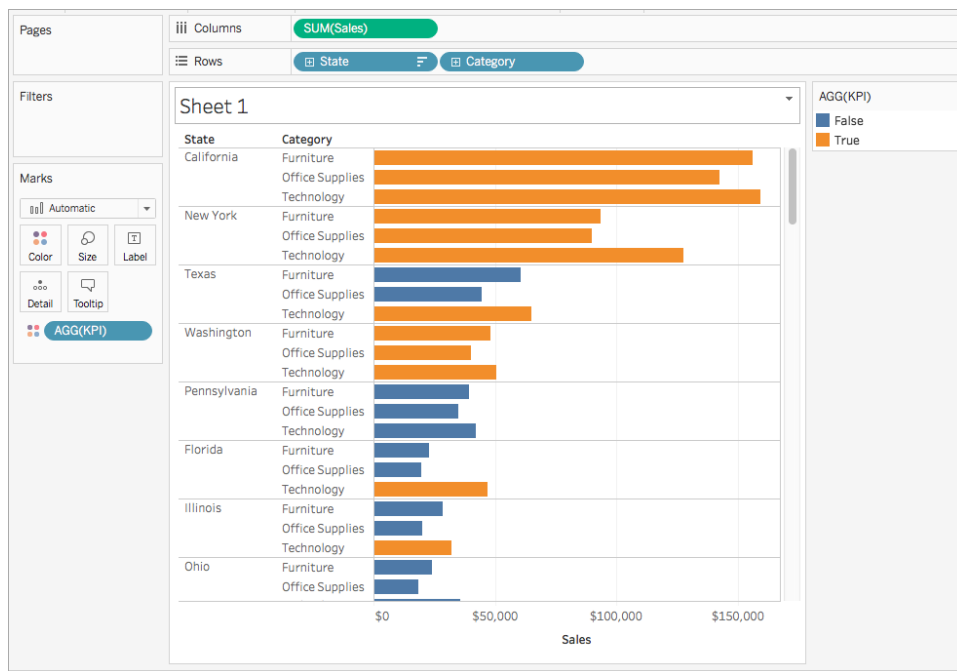 Pages
Columns
SUM(Sales)
Rows
State
Category
Filters
Marks
Automatic
Color
Size
Label
Detail
Tooltip
AGG(KPI)
Sheet 1
State Category
California Furniture
Office Supplies
Technology
New York Furniture
Office Supplies
Technology
Texas Furniture
Office Supplies
Technology
Washington Furniture
Office Supplies
Technology
Pennsylvania Furniture
Office Supplies
Technology
Florida Furniture
Office Supplies
Technology
Illinois Furniture
Office Supplies
Technology
Ohio Furniture
Office Supplies
$0 $50,000 $100,000 $150,000
Sales
AGG(KPI)
False
True